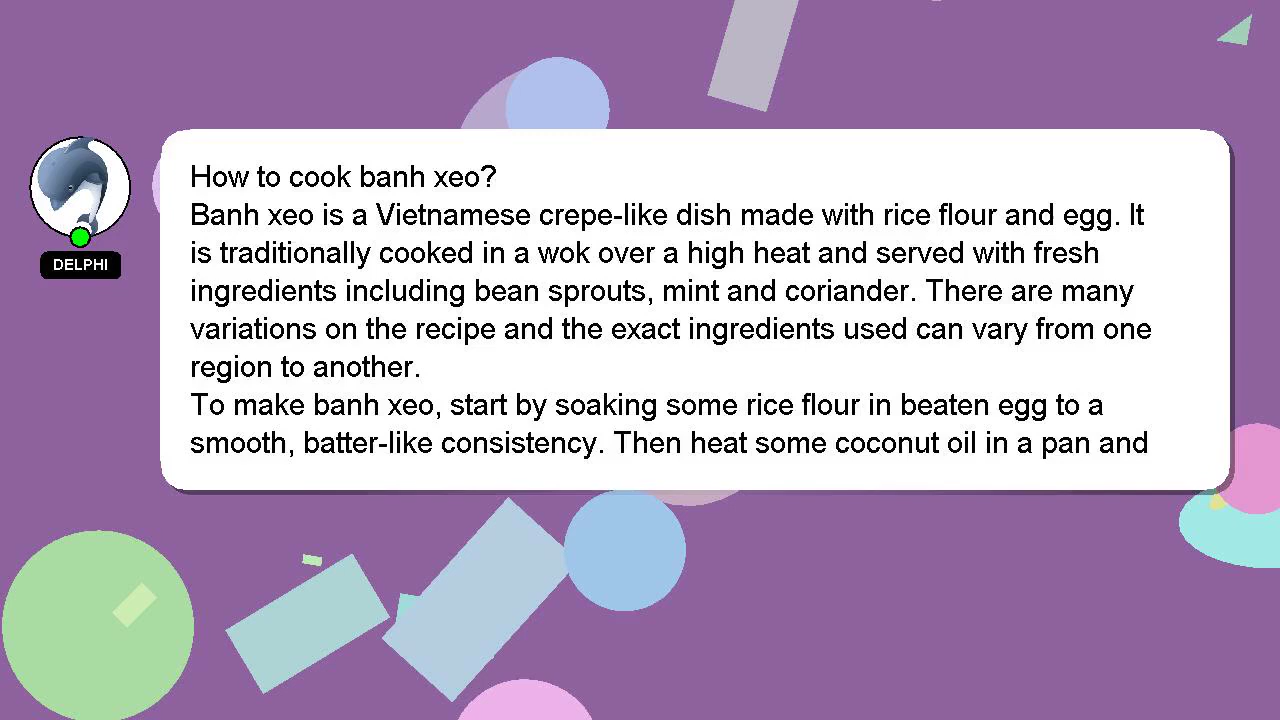 How to cook banh xeo?
Banh xeo is a Vietnamese crepe-like dish made with rice flour and egg. It
is traditionally cooked in a wok over a high heat and served with fresh
ingredients including bean sprouts, mint and coriander. There are many
variations on the recipe and the exact ingredients used can vary from one
region to another.
To make banh xeo, start by soaking some rice flour in beaten egg to a
smooth, batter-like consistency. Then heat some coconut oil in a pan and
DELPHI